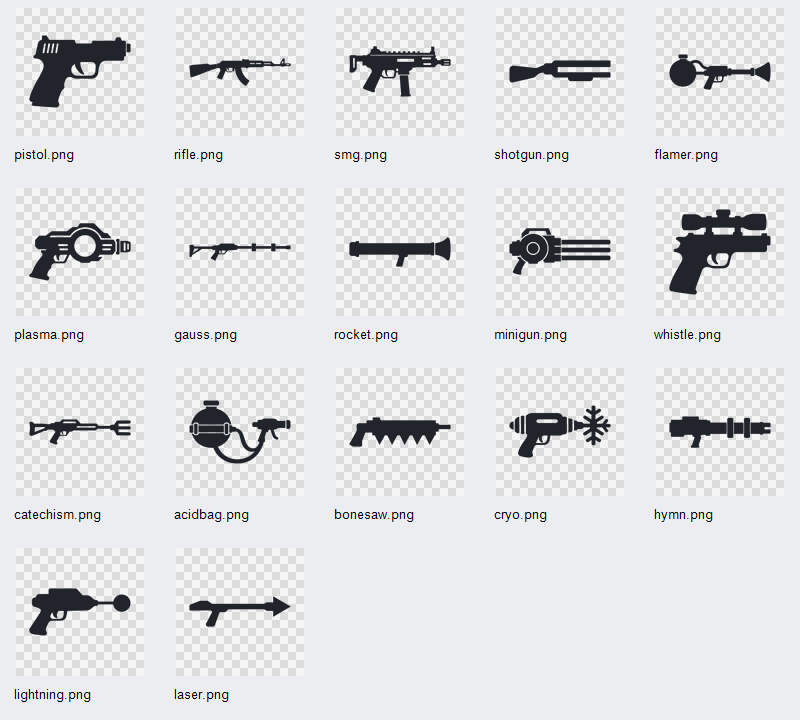 pistol.png
rifle.png
smg.png
shotgun.png
flamer.png
plasma.png
gauss.png
rocket.png
minigun.png
whistle.png
catechism.png
acidbag.png
bonesaw.png
cryo.png
hymn.png
lightning.png
laser.png